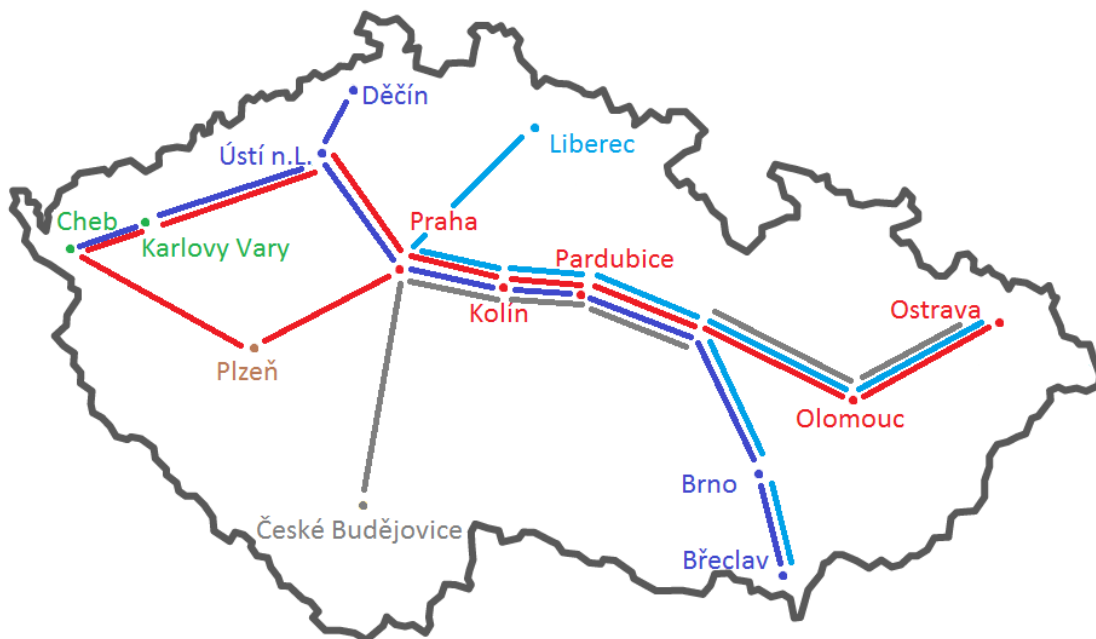 Děčín
Liberec
Ústí n.L.
Cheb
Praha
Karlovy Vary
Pardubice
Kolín
Ostrava
Plzeň
Olomouc
Brno
České Budějovice
Břeclav